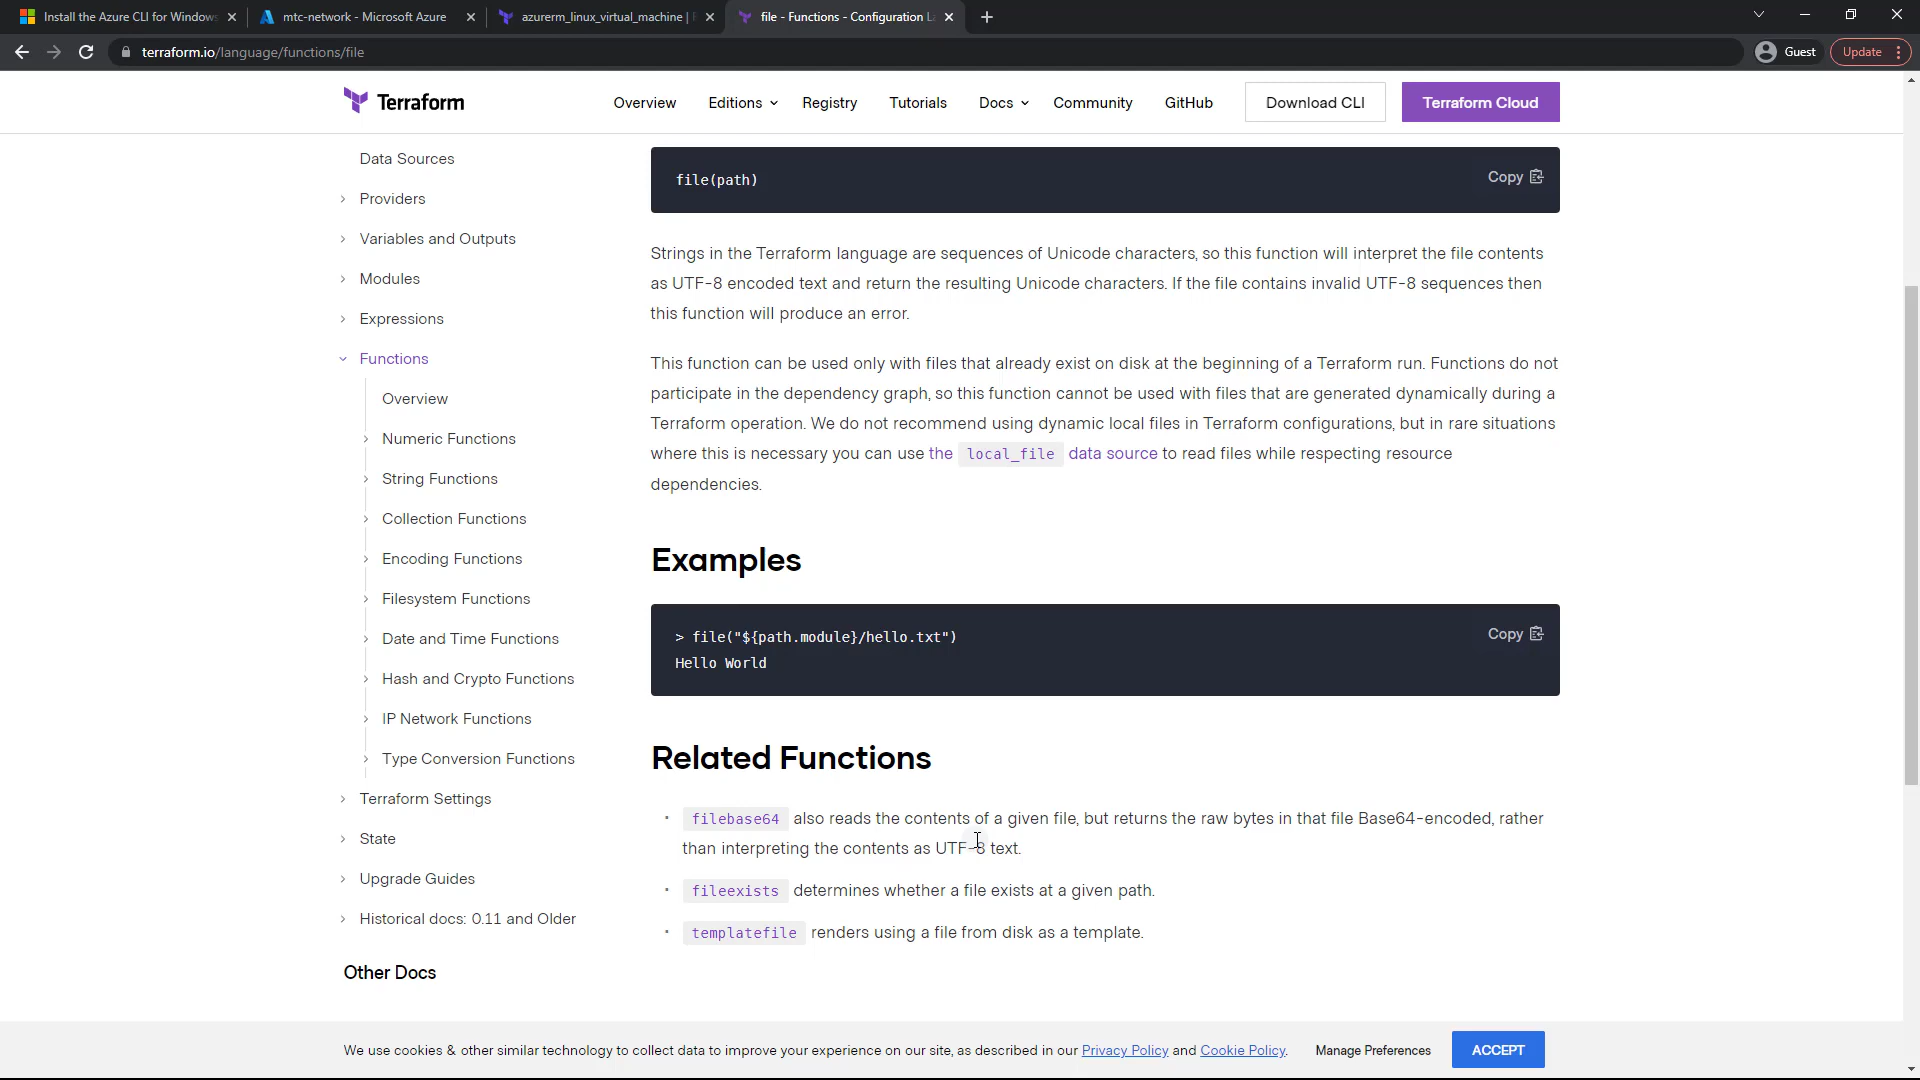 Install the Azure CLI for Windows
mtc-network - Microsoft Azure
azurerm_linux_virtual_machine |
file - Functions - Configuration L
terraform.io/language/functions/file
Guest
Update
Terraform
Overview
Editions
Registry
Tutorials
Docs
Community
GitHub
Download CLI
Terraform Cloud
Data Sources
Providers
Variables and Outputs
Modules
Expressions
Functions
Overview
Numeric Functions
String Functions
Collection Functions
Encoding Functions
Filesystem Functions
Date and Time Functions
Hash and Crypto Functions
IP Network Functions
Type Conversion Functions
Terraform Settings
State
Upgrade Guides
Historical docs: 0.11 and Older
Other Docs
file(path)
Copy
Strings in the Terraform language are sequences of Unicode characters, so this function will interpret the file contents
as UTF-8 encoded text and return the resulting Unicode characters. If the file contains invalid UTF-8 sequences then
this function will produce an error.
This function can be used only with files that already exist on disk at the beginning of a Terraform run. Functions do not
participate in the dependency graph, so this function cannot be used with files that are generated dynamically during a
Terraform operation. We do not recommend using dynamic local files in Terraform configurations, but in rare situations
where this is necessary you can use the local_file data source to read files while respecting resource
dependencies.
Examples
> file("${path.module}/hello.txt")
Hello World
Copy
Related Functions
• filebase64 also reads the contents of a given file, but returns the raw bytes in that file Base64-encoded, rather
than interpreting the contents as UTF-8 text.
• fileexists determines whether a file exists at a given path.
• templatefile renders using a file from disk as a template.
We use cookies & other similar technology to collect data to improve your experience on our site, as described in our Privacy Policy and Cookie Policy.
Manage Preferences
ACCEPT